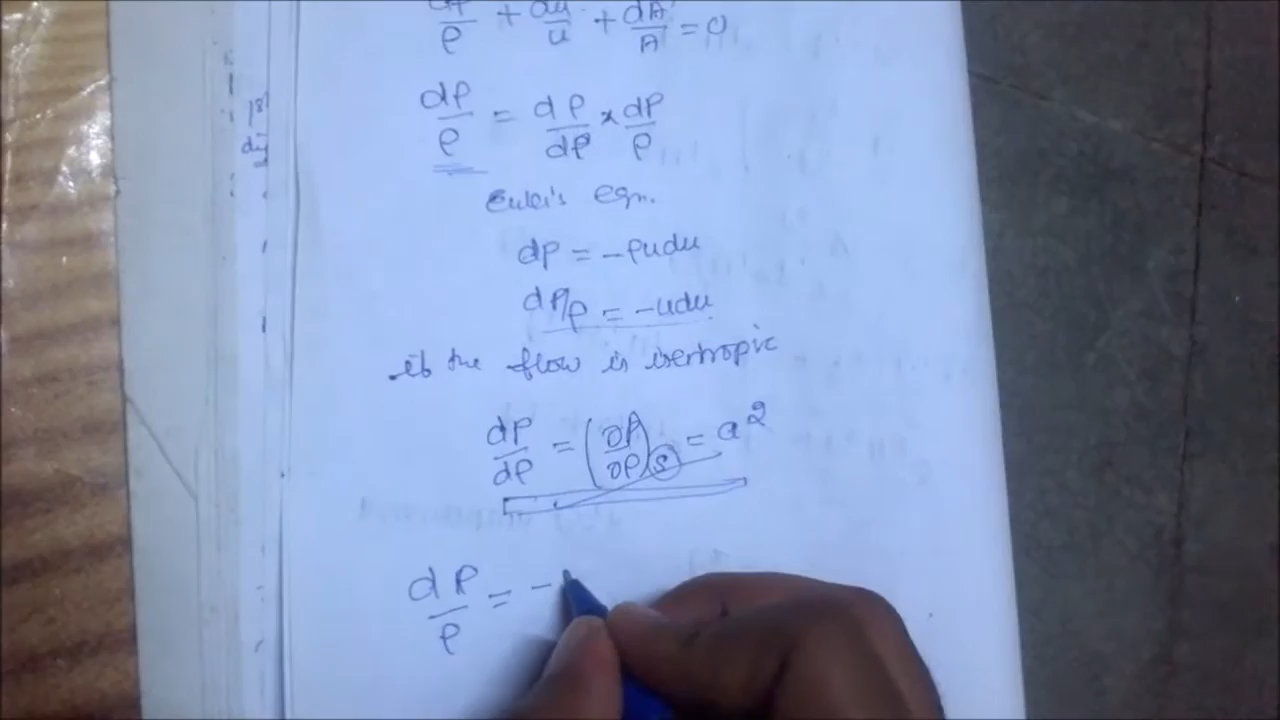 dρ/ρ + du/u + dA/A = 0
dρ/ρ = dρ/dP × dP/ρ
Euler's eqn.
dp = -ρudu
dP/ρ = -udu
if the flow is isentropic
dP/dρ = (∂P/∂ρ)s = a²
dρ/ρ = -